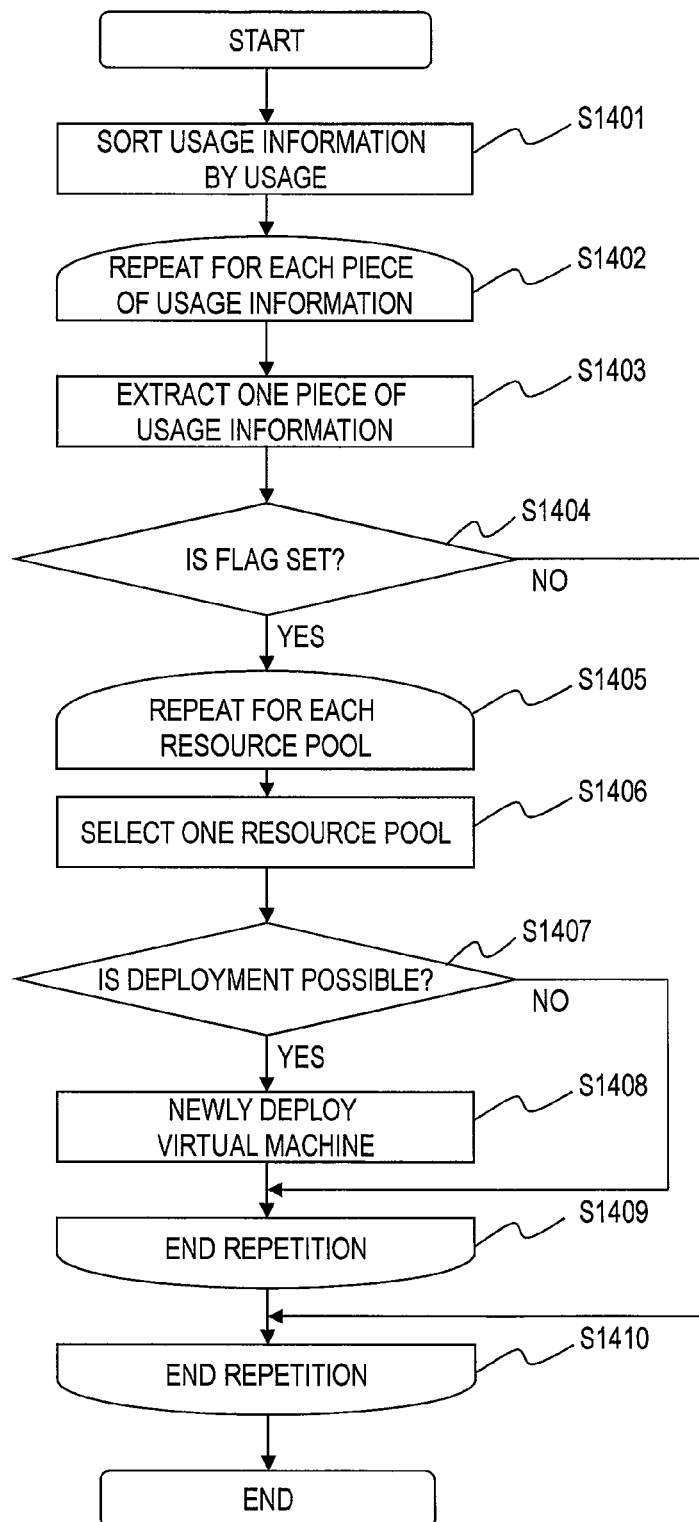 START
S1401
SORT USAGE INFORMATION
BY USAGE
S1402
REPEAT FOR EACH PIECE
OF USAGE INFORMATION
S1403
EXTRACT ONE PIECE OF
USAGE INFORMATION
S1404
IS FLAG SET?
NO
YES
S1405
REPEAT FOR EACH
RESOURCE POOL
S1406
SELECT ONE RESOURCE POOL
S1407
IS DEPLOYMENT POSSIBLE?
NO
YES
S1408
NEWLY DEPLOY
VIRTUAL MACHINE
S1409
END REPETITION
S1410
END REPETITION
END